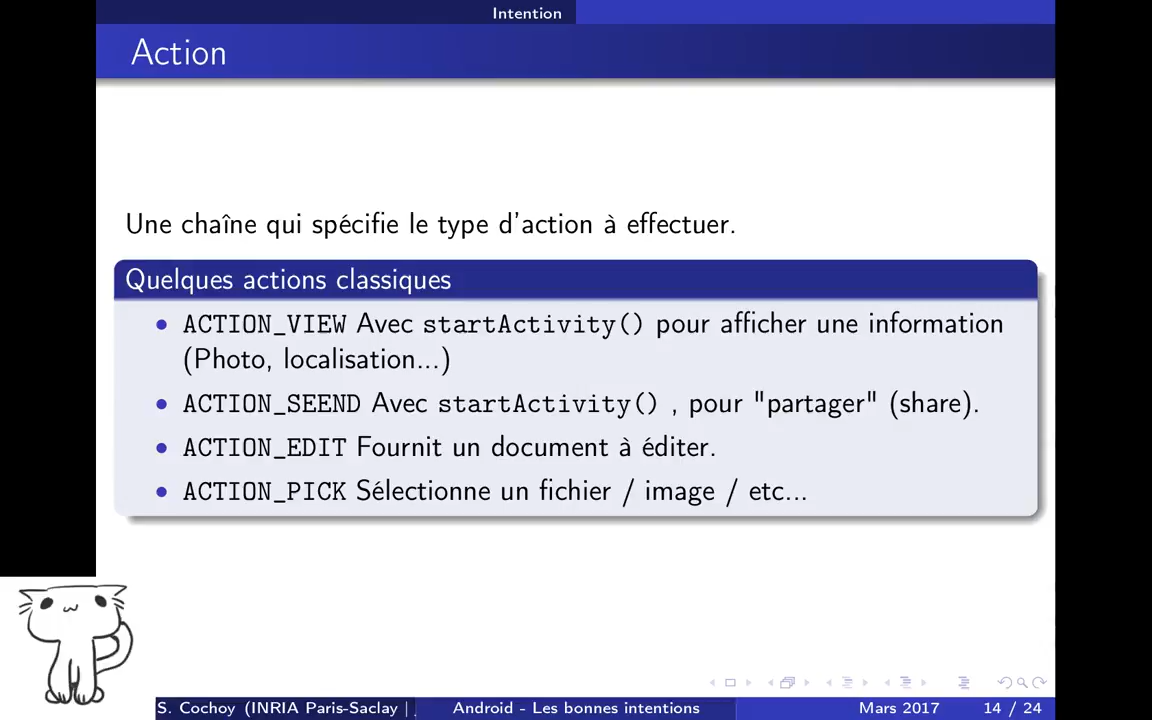 Intention
Action
Une chaîne qui spécifie le type d'action à effectuer.
Quelques actions classiques
• ACTION_VIEW Avec startActivity() pour afficher une information
(Photo, localisation...)
• ACTION_SEEND Avec startActivity() , pour "partager" (share).
• ACTION_EDIT Fournit un document à éditer.
• ACTION_PICK Sélectionne un fichier / image / etc...
S. Cochoy (INRIA Paris-Saclay | Android - Les bonnes intentions Mars 2017 14 / 24